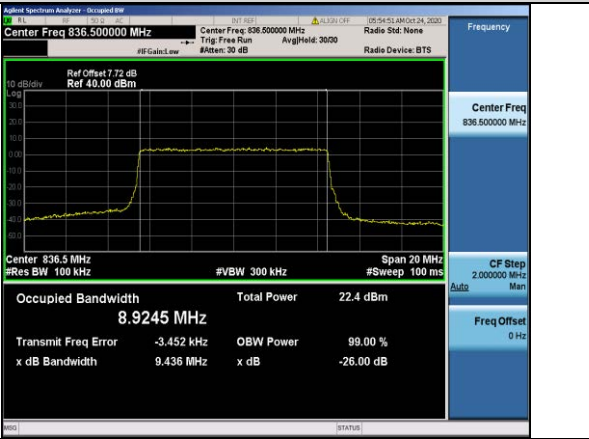 Agilent Spectrum Analyzer - Occupied BW
RL RF 50 Ω AC INT REF ALIGN OFF 05:54:51 AM Oct 24, 2020
Center Freq 836.500000 MHz
Center Freq: 836.500000 MHz
Radio Std: None
Trig: Free Run Avg|Hold: 30/30
#IFGain:Low #Atten: 30 dB Radio Device: BTS
Ref Offset 7.72 dB
10 dB/div Ref 40.00 dBm
Log
30.0
20.0
10.0
0.00
-10.0
-20.0
-30.0
-40.0
-50.0
Center 836.5 MHz Span 20 MHz
#Res BW 100 kHz #VBW 300 kHz #Sweep 100 ms
Occupied Bandwidth Total Power 22.4 dBm
8.9245 MHz
Transmit Freq Error -3.452 kHz OBW Power 99.00 %
x dB Bandwidth 9.436 MHz x dB -26.00 dB
MSG STATUS
Frequency
Center Freq
836.500000 MHz
CF Step
2.000000 MHz
Auto Man
Freq Offset
0 Hz